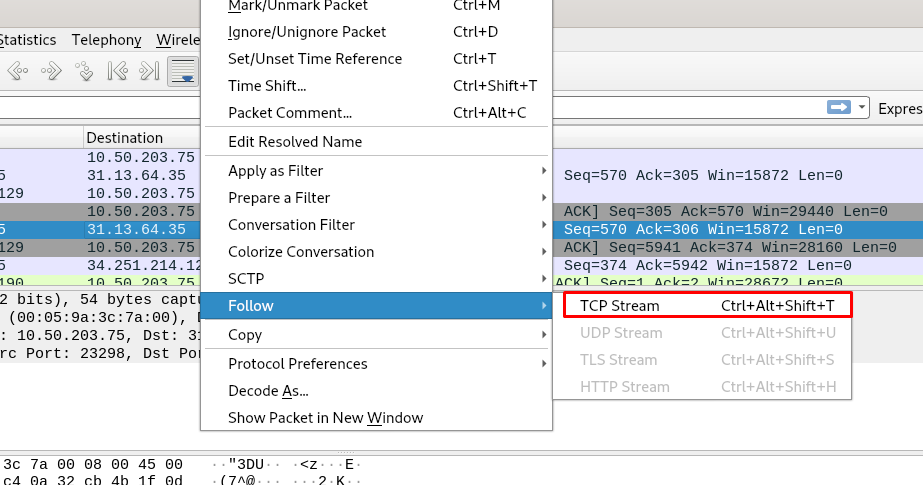 Mark/Unmark Packet Ctrl+M
Ignore/Unignore Packet Ctrl+D
Statistics Telephony Wirele
Set/Unset Time Reference Ctrl+T
Time Shift... Ctrl+Shift+T
Packet Comment... Ctrl+Alt+C
Expres
Destination
Edit Resolved Name
10.50.203.75
Apply as Filter
5 31.13.64.35 Seq=570 Ack=305 Win=15872 Len=0
129 10.50.203.75
Prepare a Filter
10.50.203.75 ACK] Seq=305 Ack=570 Win=29440 Len=0
Conversation Filter
5 31.13.64.35 Seq=570 Ack=306 Win=15872 Len=0
Colorize Conversation
129 10.50.203.75 ACK] Seq=5941 Ack=374 Win=28160 Len=0
5 34.251.214.12 Seq=374 Ack=5942 Win=15872 Len=0
SCTP
190 10.50.203.75 ACK] Seq=1 Ack=2 Win=28672 Len=0
2 bits), 54 bytes captu
Follow
TCP Stream Ctrl+Alt+Shift+T
(00:05:9a:3c:7a:00), D
UDP Stream Ctrl+Alt+Shift+U
: 10.50.203.75, Dst: 31
Copy
rc Port: 23298, Dst Por
TLS Stream Ctrl+Alt+Shift+S
Protocol Preferences
HTTP Stream Ctrl+Alt+Shift+H
Decode As...
Show Packet in New Window
3c 7a 00 08 00 45 00 ··"3DU·· ·<z···E·
c4 0a 32 cb 4b 1f 0d ·(7^@··· ··2·K··